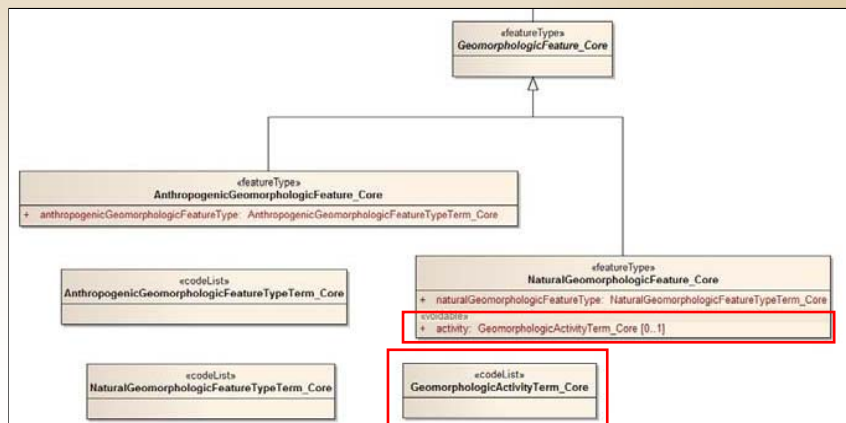 «featureType»
GeomorphologicFeature_Core
«featureType»
AnthropogenicGeomorphologicFeature_Core
+ anthropogenicGeomorphologicFeatureType: AnthropogenicGeomorphologicFeatureTypeTerm_Core
«codeList»
AnthropogenicGeomorphologicFeatureTypeTerm_Core
«featureType»
NaturalGeomorphologicFeature_Core
+ naturalGeomorphologicFeatureType: NaturalGeomorphologicFeatureTypeTerm_Core
«voidable»
+ activity: GeomorphologicActivityTerm_Core [0..1]
«codeList»
NaturalGeomorphologicFeatureTypeTerm_Core
«codeList»
GeomorphologicActivityTerm_Core